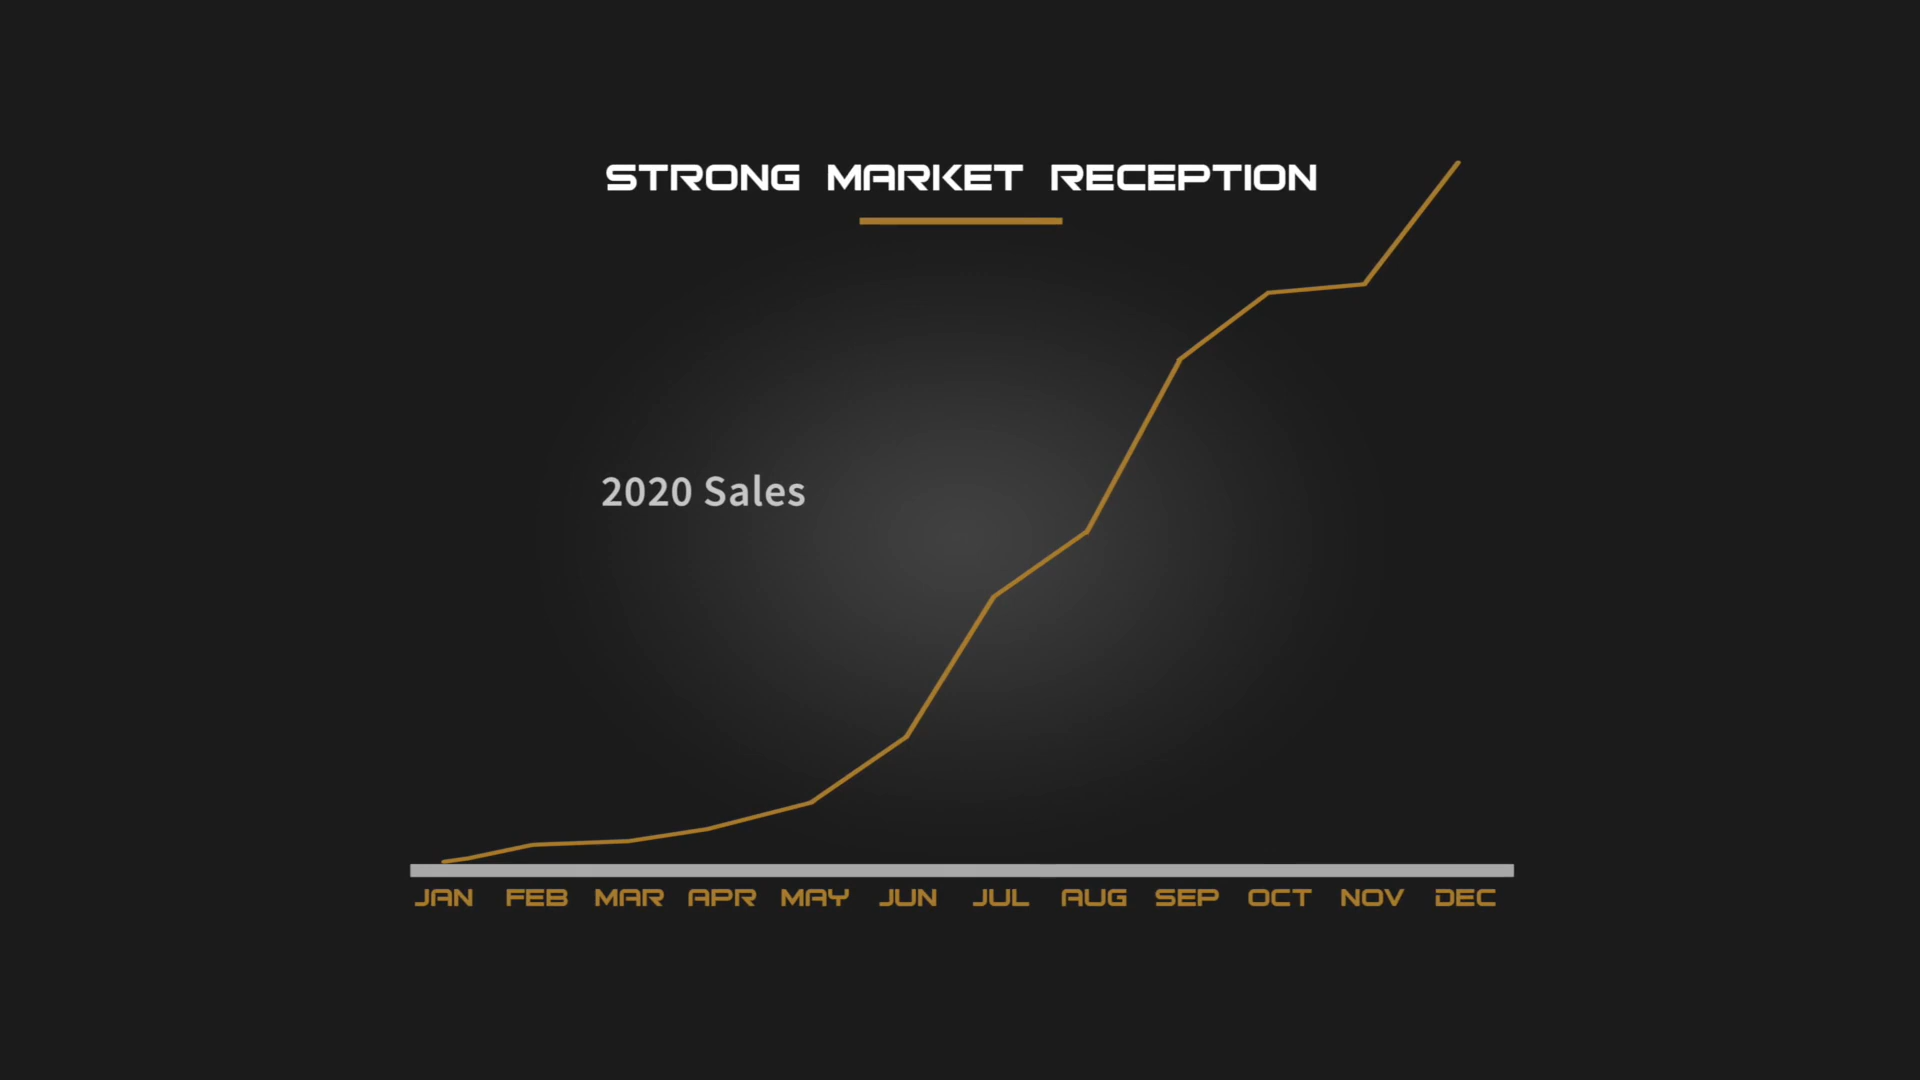 STRONG MARKET RECEPTION
2020 Sales
JAN FEB MAR APR MAY JUN JUL AUG SEP OCT NOV DEC